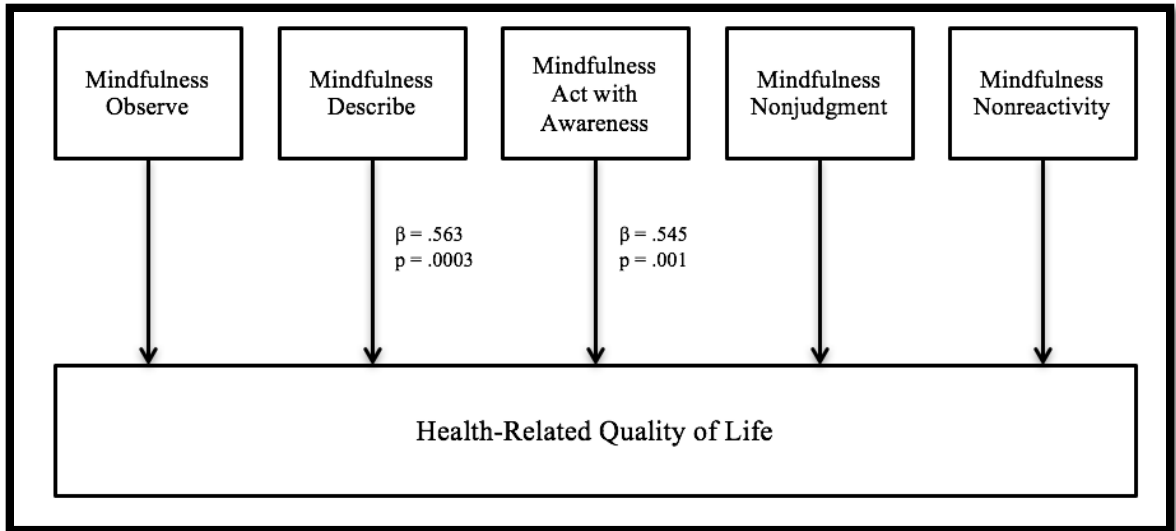 Mindfulness
Observe
Mindfulness
Describe
Mindfulness
Act with
Awareness
Mindfulness
Nonjudgment
Mindfulness
Nonreactivity
β = .563
p = .0003
β = .545
p = .001
Health-Related Quality of Life